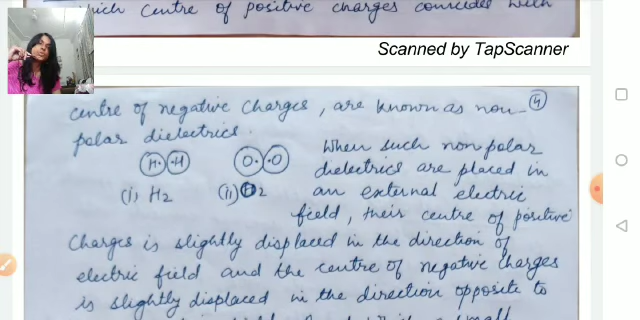 which centre of positive charges coincides with
Scanned by TapScanner
centre of negative charges, are known as non- 4
polar dielectrics.
H. .H O. .O
(i) H2 (ii) O2
When such non polar
dielectrics are placed in
an external electric
field, their centre of positive
Charges is slightly displaced in the direction of
electric field and the centre of negative charges
is slightly displaced in the direction opposite to